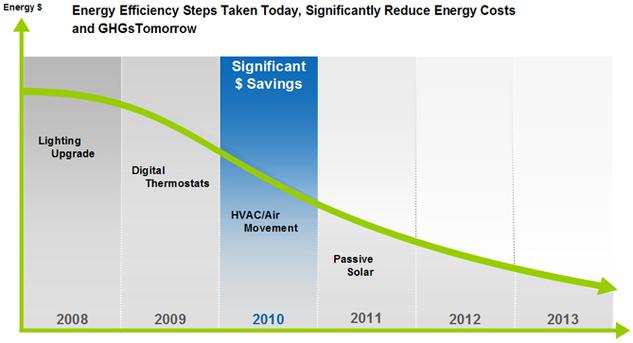 Energy $
Energy Efficiency Steps Taken Today, Significantly Reduce Energy Costs
and GHGsTomorrow
Significant
$ Savings
Lighting
Upgrade
Digital
Thermostats
HVAC/Air
Movement
Passive
Solar
2008
2009
2010
2011
2012
2013